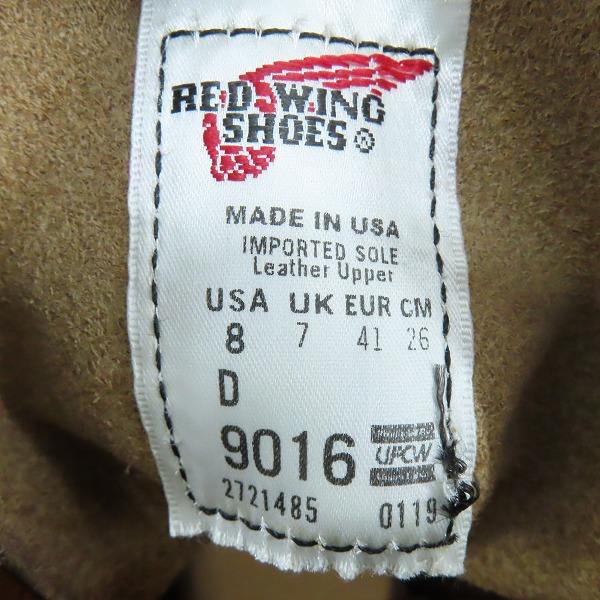 RED WING
SHOES ®
MADE IN USA
IMPORTED SOLE
Leather Upper
USA UK EUR CM
8 7 41 26
D
9016 UFCW
2721485 0119